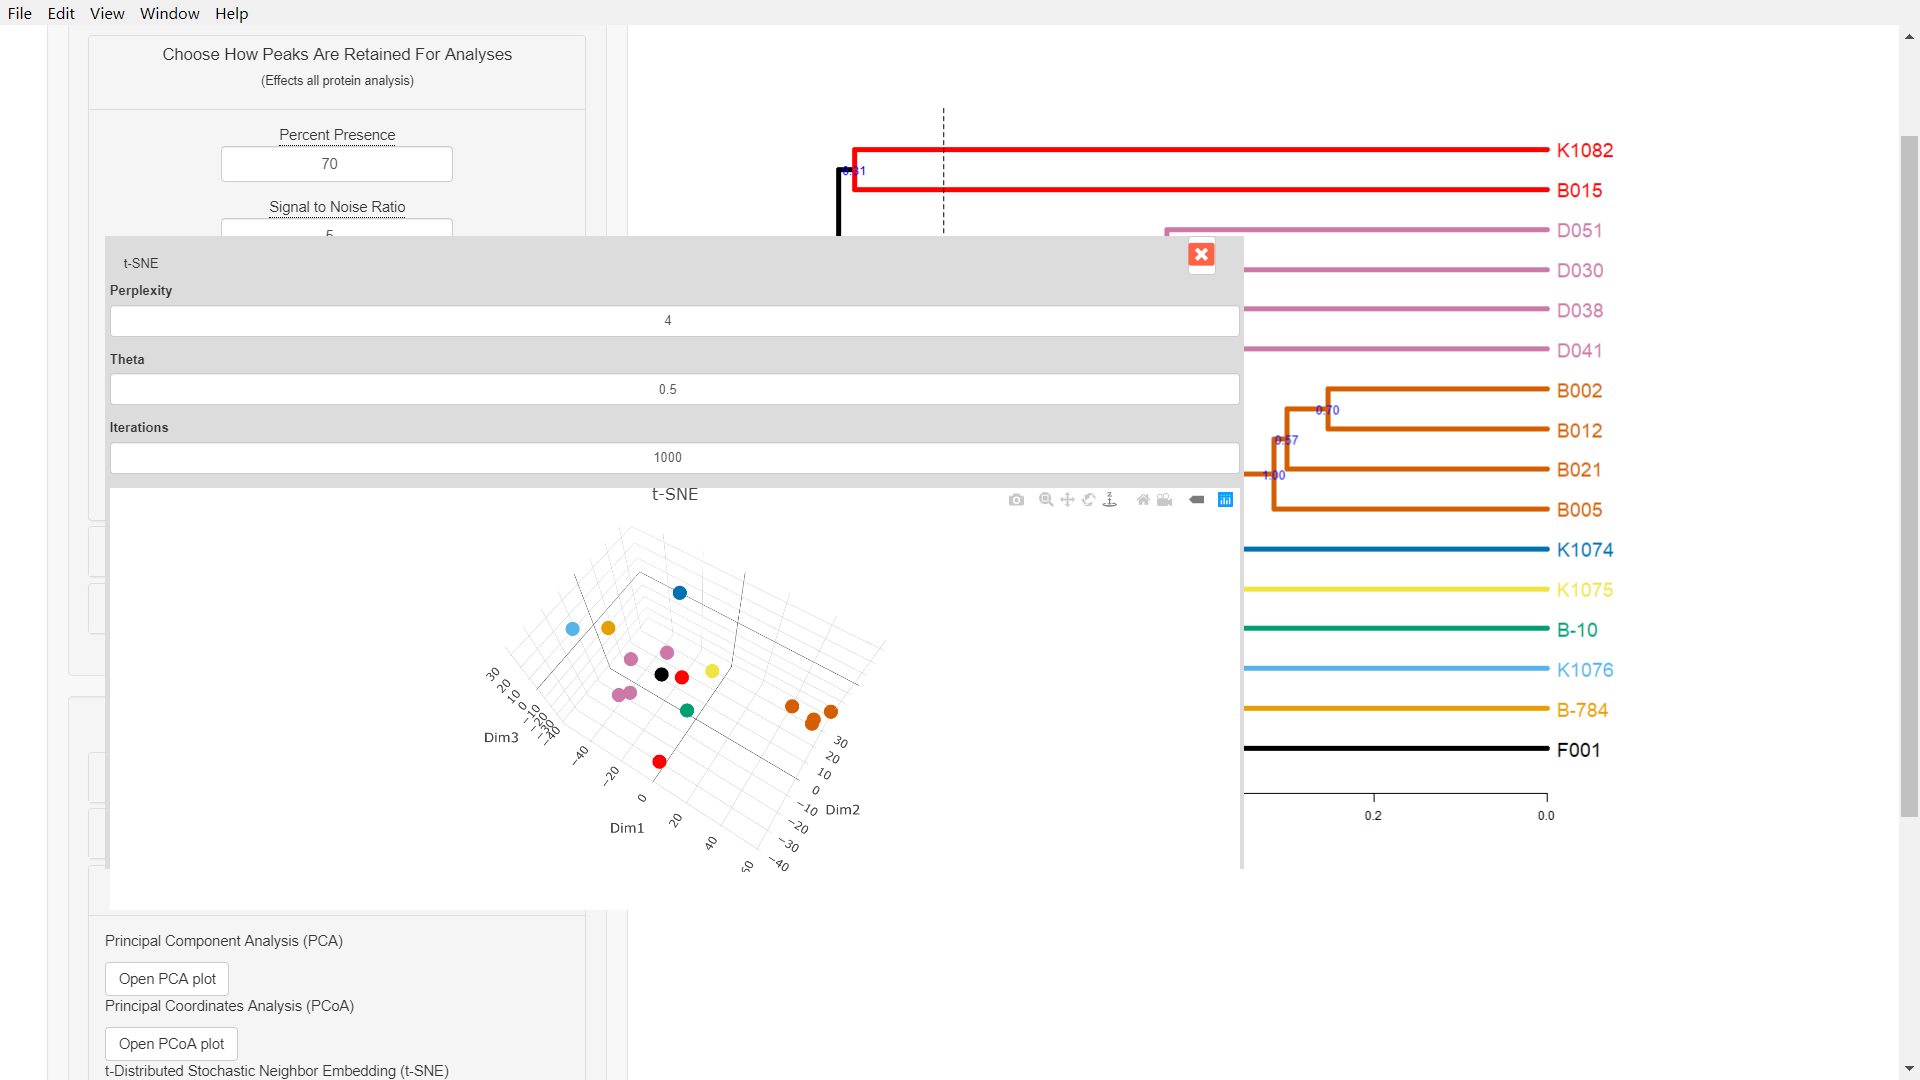 File Edit View Window Help
Choose How Peaks Are Retained For Analyses
(Effects all protein analysis)
Percent Presence
70
Signal to Noise Ratio
5
t-SNE
Perplexity
4
Theta
0.5
Iterations
1000
t-SNE
30
20
10
0
−10
−20
−30
−40
Dim3
−40
−20
0
20
40
60
Dim1
30
20
10
0
−10
−20
−30
−40
Dim2
Principal Component Analysis (PCA)
Open PCA plot
Principal Coordinates Analysis (PCoA)
Open PCoA plot
t-Distributed Stochastic Neighbor Embedding (t-SNE)
K1082
B015
D051
D030
D038
D041
B002
B012
B021
B005
K1074
K1075
B-10
K1076
B-784
F001
0.70
0.57
1.00
0.2
0.0